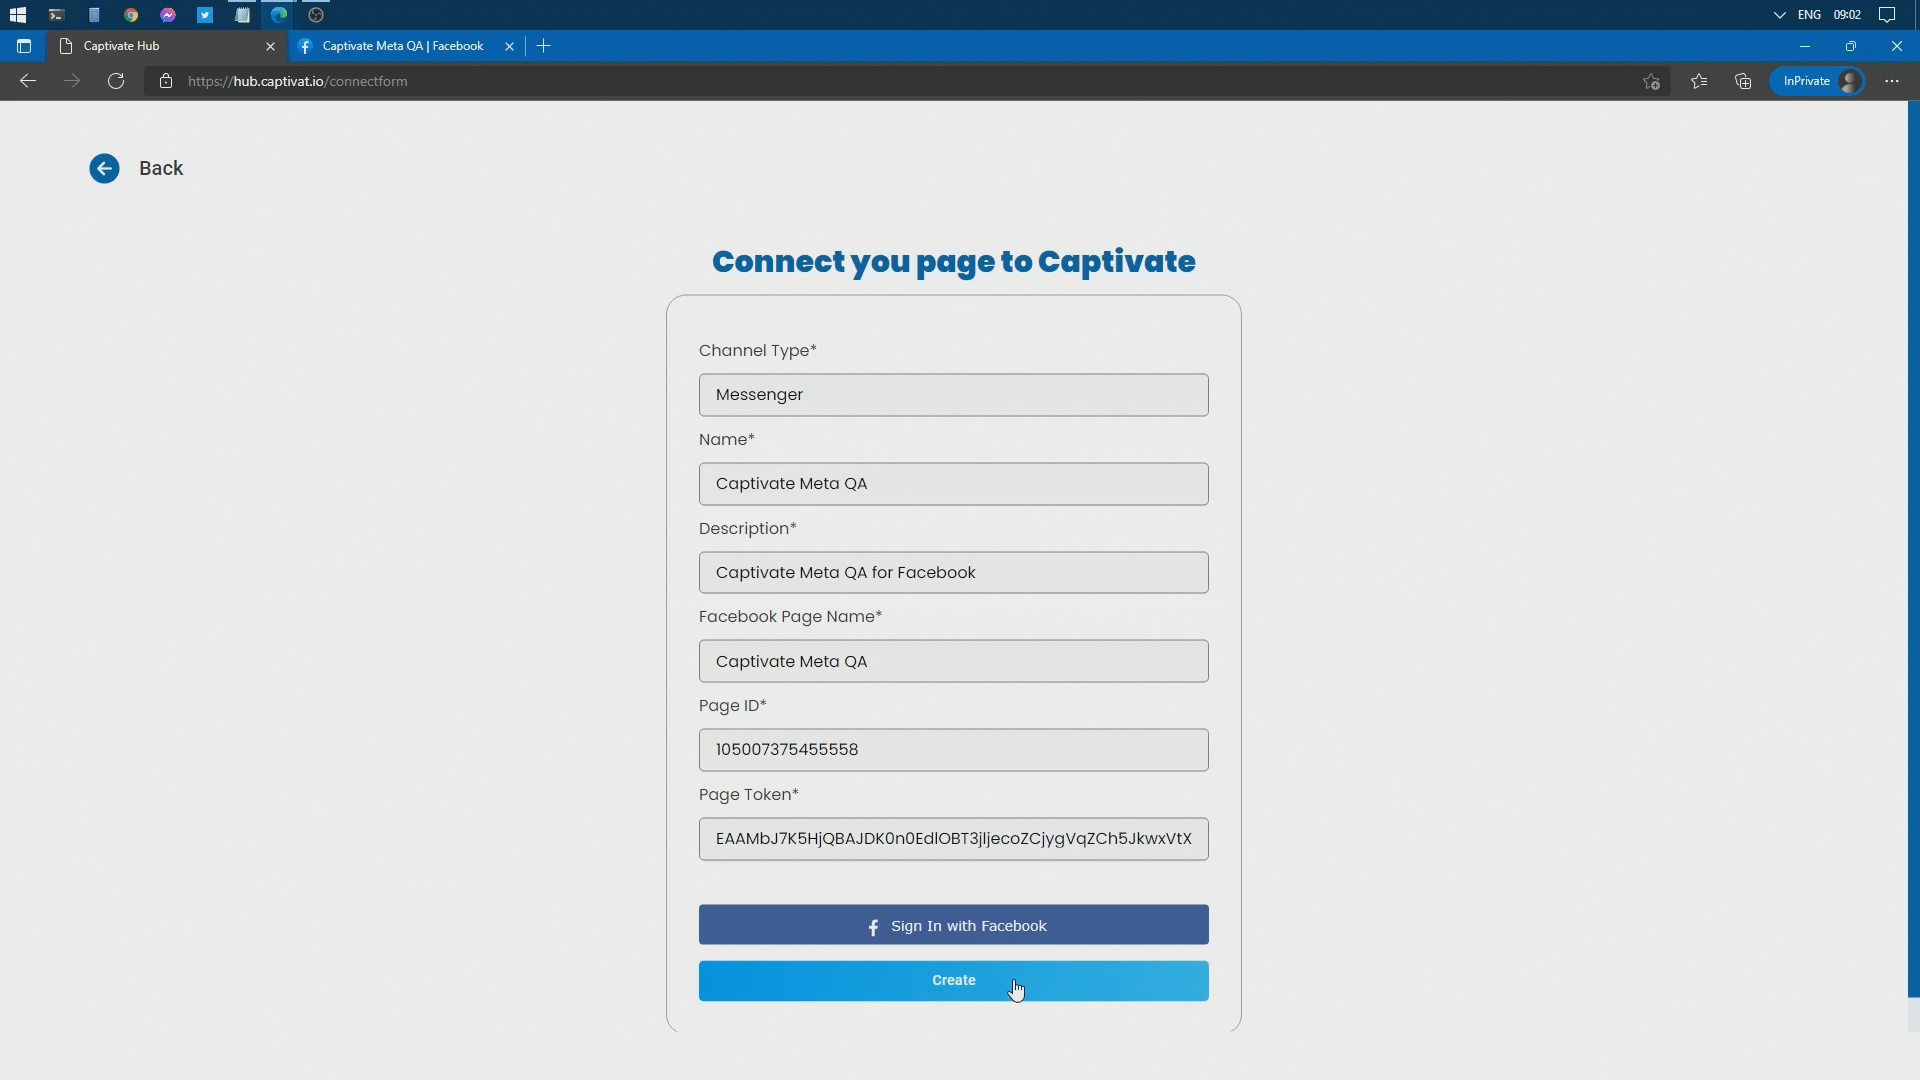 ENG 09:02
Captivate Hub
Captivate Meta QA | Facebook
https://hub.captivat.io/connectform
InPrivate
Back
Connect you page to Captivate
Channel Type*
Messenger
Name*
Captivate Meta QA
Description*
Captivate Meta QA for Facebook
Facebook Page Name*
Captivate Meta QA
Page ID*
105007375455558
Page Token*
EAAMbJ7K5HjQBAJDK0n0EdlOBT3jljecoZCjygVqZCh5JkwxVtX
Sign In with Facebook
Create